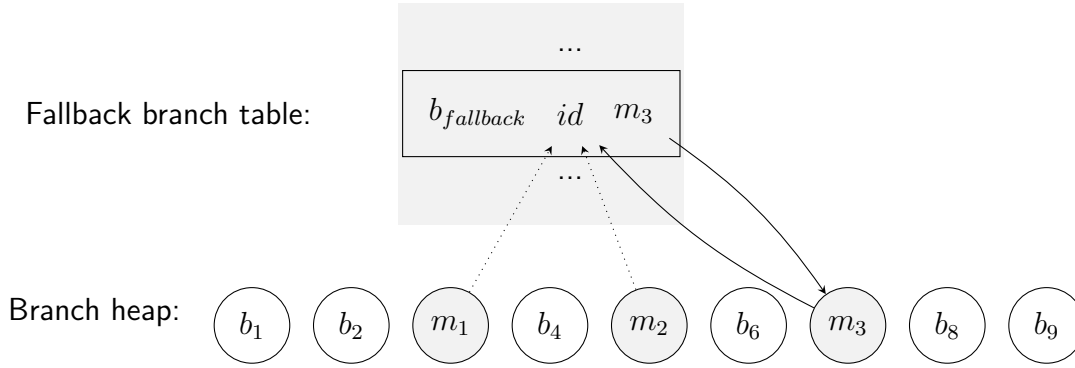 ...
Fallback branch table: b_fallback id m_3
...
Branch heap: b_1 b_2 m_1 b_4 m_2 b_6 m_3 b_8 b_9